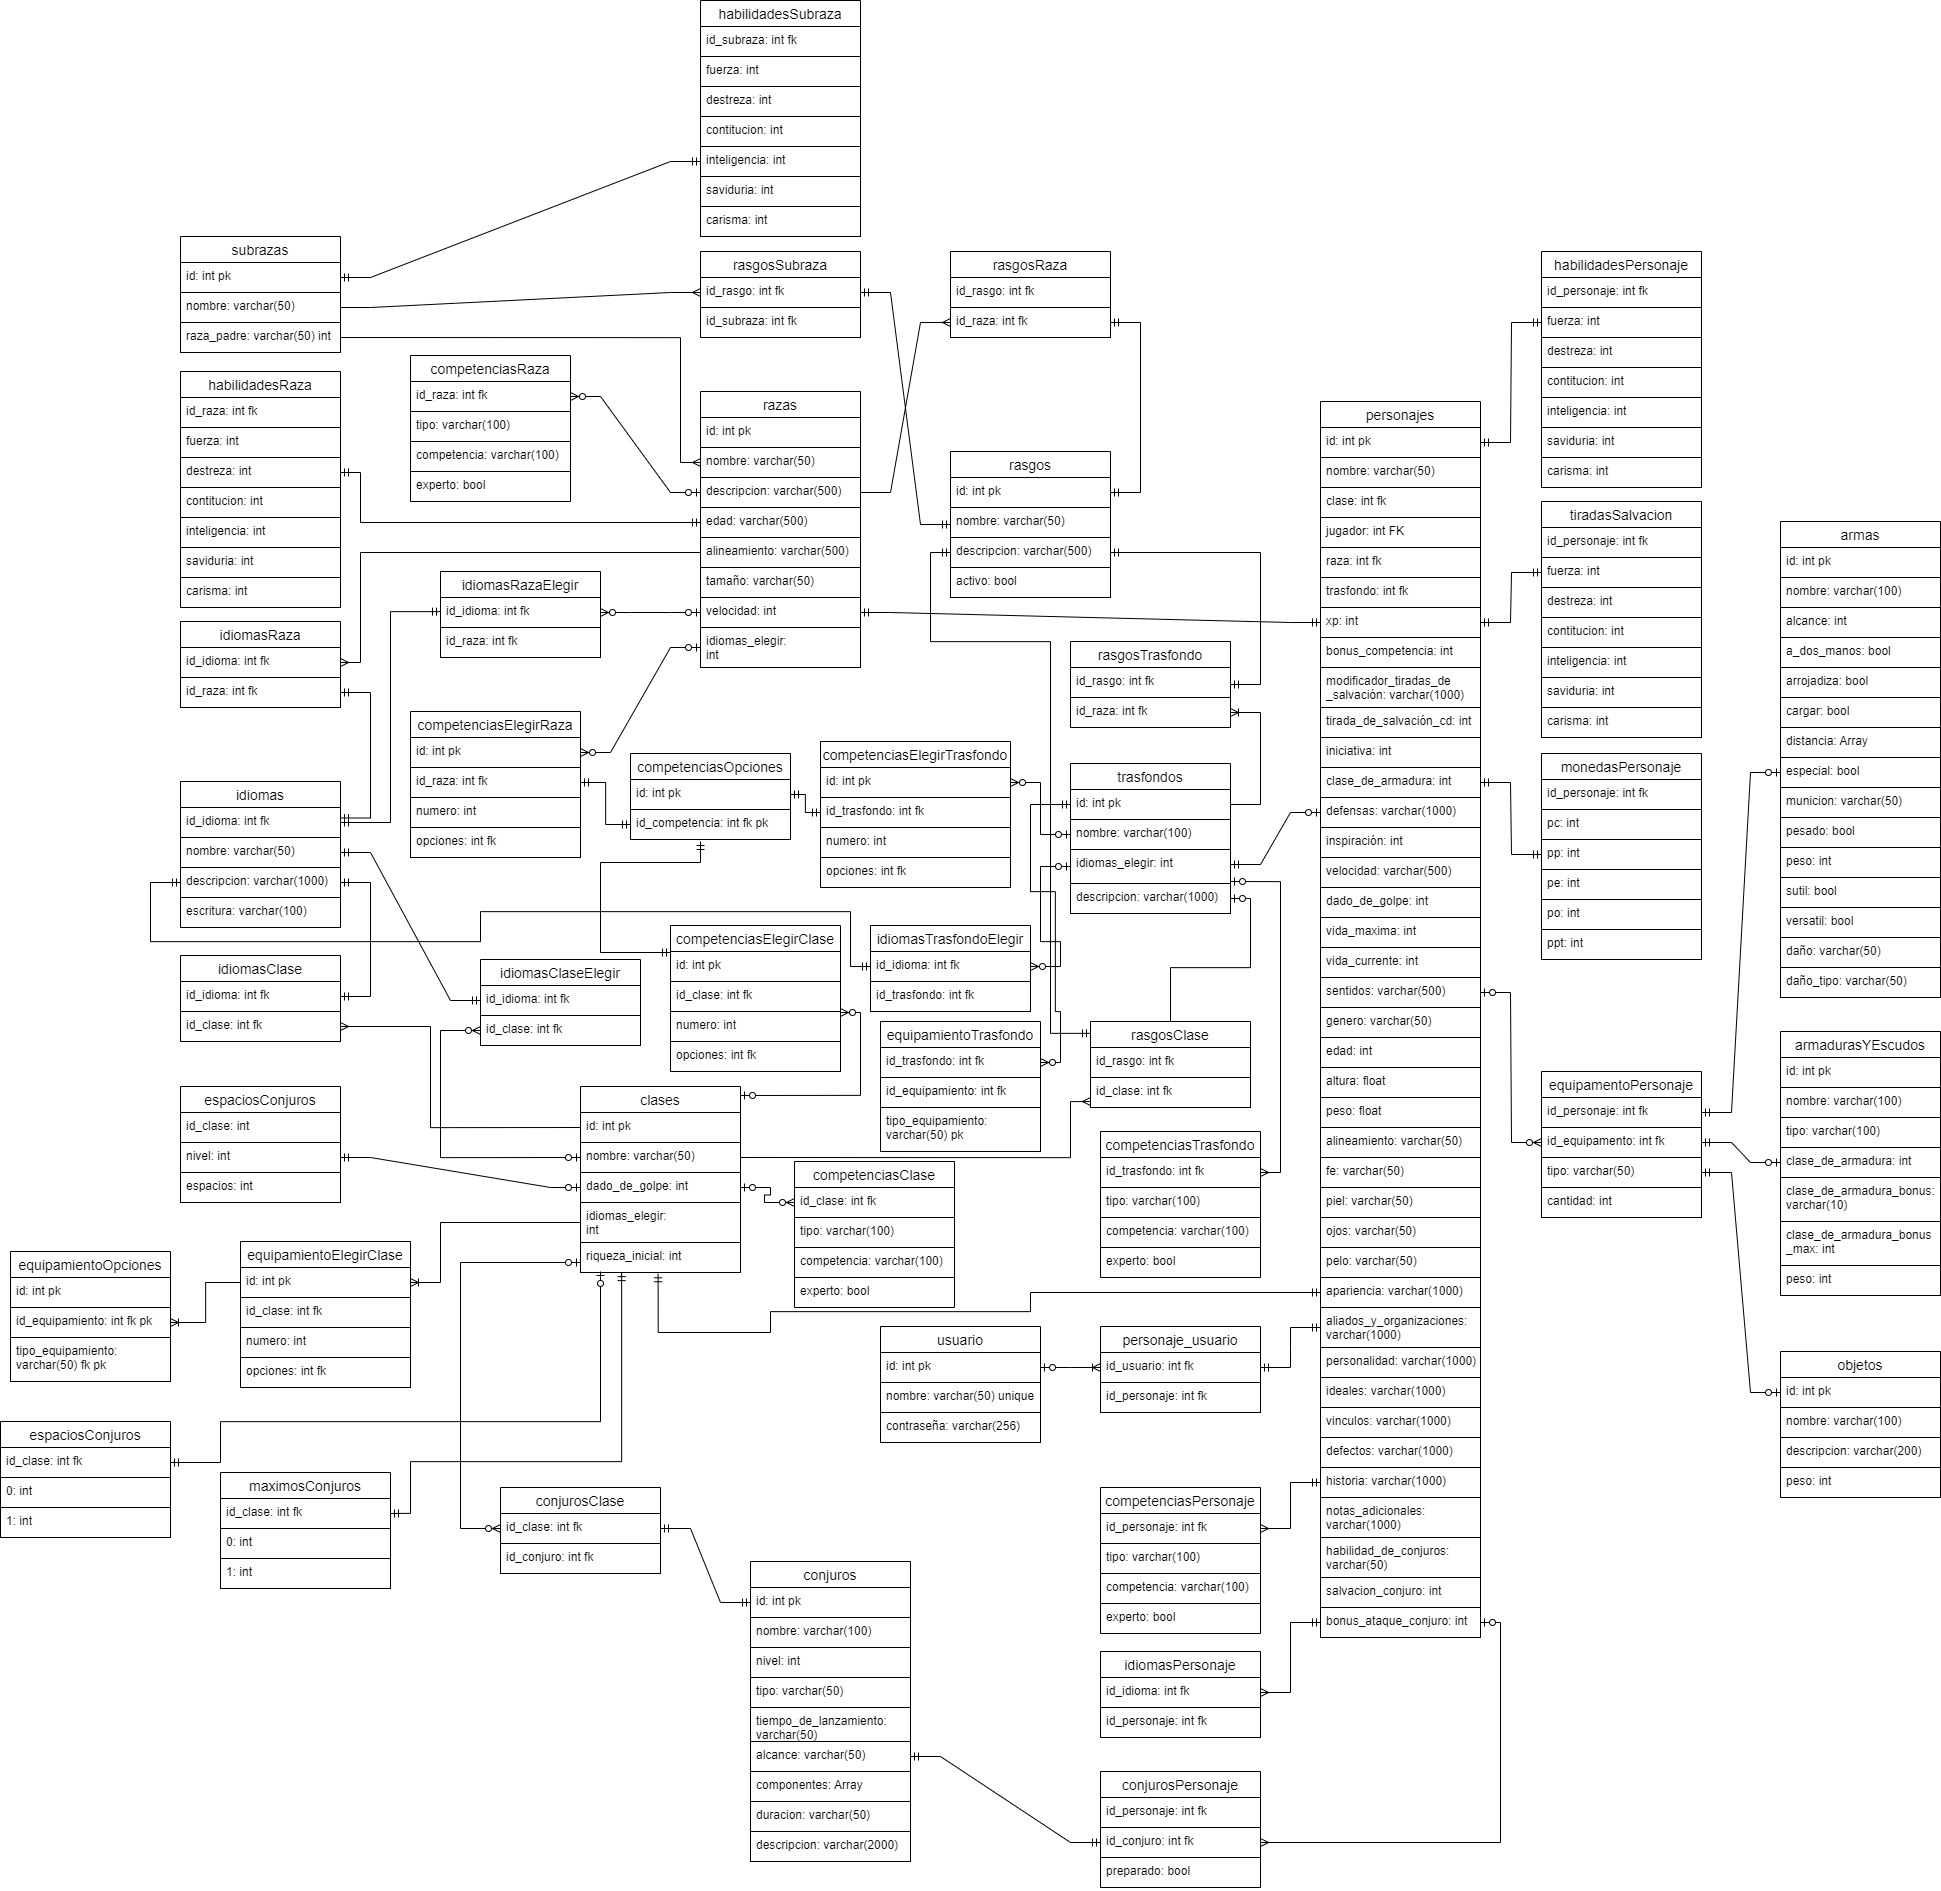 habilidadesSubraza
id_subraza: int fk
fuerza: int
destreza: int
contitucion: int
inteligencia: int
saviduria: int
carisma: int
subrazas
id: int pk
nombre: varchar(50)
raza_padre: varchar(50) int
rasgosSubraza
id_rasgo: int fk
id_subraza: int fk
rasgosRaza
id_rasgo: int fk
id_raza: int fk
habilidadesPersonaje
id_personaje: int fk
fuerza: int
destreza: int
contitucion: int
inteligencia: int
saviduria: int
carisma: int
habilidadesRaza
id_raza: int fk
fuerza: int
destreza: int
contitucion: int
inteligencia: int
saviduria: int
carisma: int
competenciasRaza
id_raza: int fk
tipo: varchar(100)
competencia: varchar(100)
experto: bool
razas
id: int pk
nombre: varchar(50)
descripcion: varchar(500)
edad: varchar(500)
alineamiento: varchar(500)
tamaño: varchar(50)
velocidad: int
idiomas_elegir:
int
rasgos
id: int pk
nombre: varchar(50)
descripcion: varchar(500)
activo: bool
personajes
id: int pk
nombre: varchar(50)
clase: int fk
jugador: int FK
raza: int fk
trasfondo: int fk
xp: int
bonus_competencia: int
modificador_tiradas_de
_salvación: varchar(1000)
tirada_de_salvación_cd: int
iniciativa: int
clase_de_armadura: int
defensas: varchar(1000)
inspiración: int
velocidad: varchar(500)
dado_de_golpe: int
vida_maxima: int
vida_currente: int
sentidos: varchar(500)
genero: varchar(50)
edad: int
altura: float
peso: float
alineamiento: varchar(50)
fe: varchar(50)
piel: varchar(50)
ojos: varchar(50)
pelo: varchar(50)
apariencia: varchar(1000)
aliados_y_organizaciones:
varchar(1000)
personalidad: varchar(1000)
ideales: varchar(1000)
vinculos: varchar(1000)
defectos: varchar(1000)
historia: varchar(1000)
notas_adicionales:
varchar(1000)
habilidad_de_conjuros:
varchar(50)
salvacion_conjuro: int
bonus_ataque_conjuro: int
tiradasSalvacion
id_personaje: int fk
fuerza: int
destreza: int
contitucion: int
inteligencia: int
saviduria: int
carisma: int
armas
id: int pk
nombre: varchar(100)
alcance: int
a_dos_manos: bool
arrojadiza: bool
cargar: bool
distancia: Array
especial: bool
municion: varchar(50)
pesado: bool
peso: int
sutil: bool
versatil: bool
daño: varchar(50)
daño_tipo: varchar(50)
idiomasRazaElegir
id_idioma: int fk
id_raza: int fk
idiomasRaza
id_idioma: int fk
id_raza: int fk
rasgosTrasfondo
id_rasgo: int fk
id_raza: int fk
competenciasElegirRaza
id: int pk
id_raza: int fk
numero: int
opciones: int fk
competenciasOpciones
id: int pk
id_competencia: int fk pk
competenciasElegirTrasfondo
id: int pk
id_trasfondo: int fk
numero: int
opciones: int fk
trasfondos
id: int pk
nombre: varchar(100)
idiomas_elegir: int
descripcion: varchar(1000)
monedasPersonaje
id_personaje: int fk
pc: int
pp: int
pe: int
po: int
ppt: int
idiomas
id_idioma: int fk
nombre: varchar(50)
descripcion: varchar(1000)
escritura: varchar(100)
idiomasClase
id_idioma: int fk
id_clase: int fk
idiomasClaseElegir
id_idioma: int fk
id_clase: int fk
competenciasElegirClase
id: int pk
id_clase: int fk
numero: int
opciones: int fk
idiomasTrasfondoElegir
id_idioma: int fk
id_trasfondo: int fk
equipamientoTrasfondo
id_trasfondo: int fk
id_equipamiento: int fk
tipo_equipamiento:
varchar(50) pk
rasgosClase
id_rasgo: int fk
id_clase: int fk
armadurasYEscudos
id: int pk
nombre: varchar(100)
tipo: varchar(100)
clase_de_armadura: int
clase_de_armadura_bonus:
varchar(10)
clase_de_armadura_bonus
_max: int
peso: int
equipamentoPersonaje
id_personaje: int fk
id_equipamento: int fk
tipo: varchar(50)
cantidad: int
espaciosConjuros
id_clase: int
nivel: int
espacios: int
clases
id: int pk
nombre: varchar(50)
dado_de_golpe: int
idiomas_elegir:
int
riqueza_inicial: int
competenciasTrasfondo
id_trasfondo: int fk
tipo: varchar(100)
competencia: varchar(100)
experto: bool
competenciasClase
id_clase: int fk
tipo: varchar(100)
competencia: varchar(100)
experto: bool
equipamientoOpciones
id: int pk
id_equipamiento: int fk pk
tipo_equipamiento:
varchar(50) fk pk
equipamientoElegirClase
id: int pk
id_clase: int fk
numero: int
opciones: int fk
usuario
id: int pk
nombre: varchar(50) unique
contraseña: varchar(256)
personaje_usuario
id_usuario: int fk
id_personaje: int fk
objetos
id: int pk
nombre: varchar(100)
descripcion: varchar(200)
peso: int
espaciosConjuros
id_clase: int fk
0: int
1: int
maximosConjuros
id_clase: int fk
0: int
1: int
conjurosClase
id_clase: int fk
id_conjuro: int fk
competenciasPersonaje
id_personaje: int fk
tipo: varchar(100)
competencia: varchar(100)
experto: bool
conjuros
id: int pk
nombre: varchar(100)
nivel: int
tipo: varchar(50)
tiempo_de_lanzamiento:
varchar(50)
alcance: varchar(50)
componentes: Array
duracion: varchar(50)
descripcion: varchar(2000)
idiomasPersonaje
id_idioma: int fk
id_personaje: int fk
conjurosPersonaje
id_personaje: int fk
id_conjuro: int fk
preparado: bool